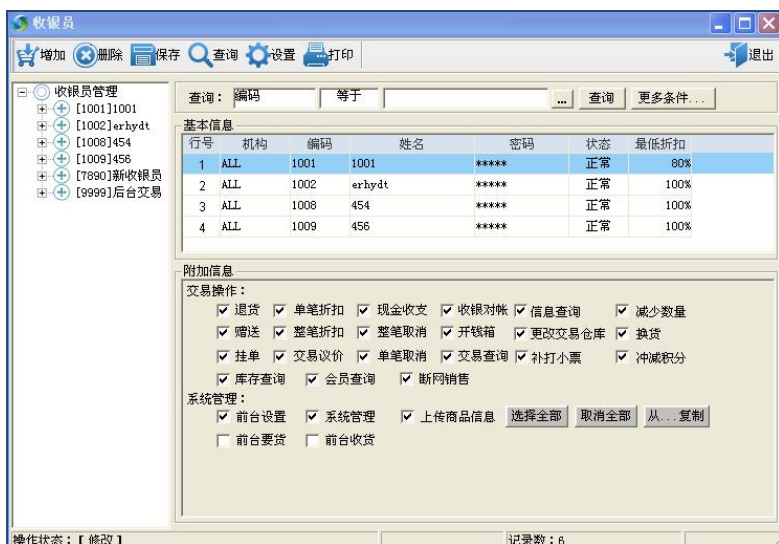 收银员
增加 删除 保存 查询 设置 打印 退出
收银员管理
[1001]1001
[1002]erhydt
[1008]454
[1009]456
[7890]新收银员
[9999]后台交易
查询： 编码 等于 ... 查询 更多条件...
基本信息
行号 机构 编码 姓名 密码 状态 最低折扣
1 ALL 1001 1001 ***** 正常 80%
2 ALL 1002 erhydt ***** 正常 100%
3 ALL 1008 454 ***** 正常 100%
4 ALL 1009 456 ***** 正常 100%
附加信息
交易操作：
退货 单笔折扣 现金收支 收银对帐 信息查询 减少数量
赠送 整笔折扣 整笔取消 开钱箱 更改交易仓库 换货
挂单 交易议价 单笔取消 交易查询 补打小票 冲减积分
库存查询 会员查询 断网销售
系统管理：
前台设置 系统管理 上传商品信息 选择全部 取消全部 从...复制
前台要货 前台收货
操作状态：[ 修改 ] 记录数：6